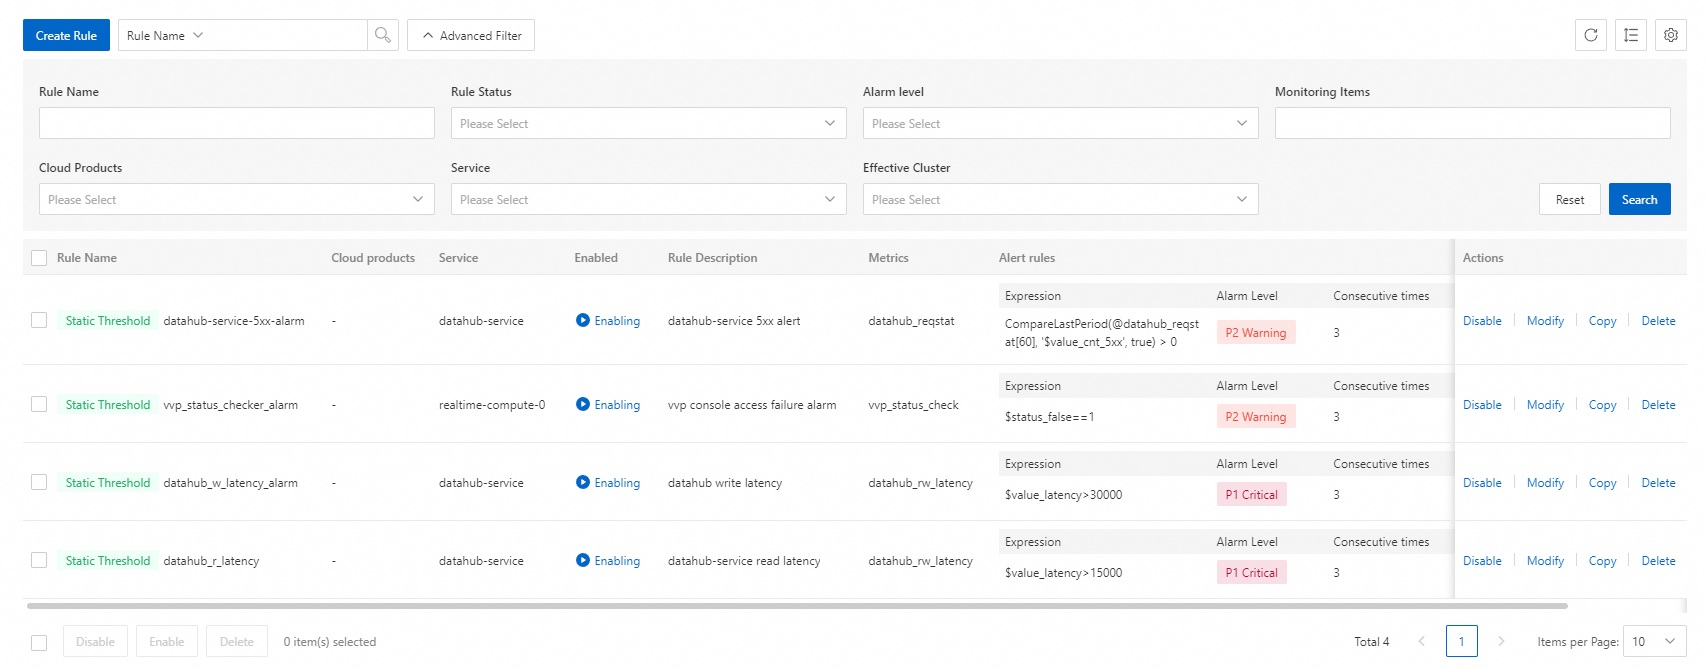 Create Rule Rule Name Advanced Filter
Rule Name Rule Status Alarm level Monitoring Items
Please Select Please Select
Cloud Products Service Effective Cluster
Please Select Please Select Please Select Reset Search
Rule Name Cloud products Service Enabled Rule Description Metrics Alert rules Actions
Expression Alarm Level Consecutive times
Static Threshold datahub-service-5xx-alarm - datahub-service Enabling datahub-service 5xx alert datahub_reqstat CompareLastPeriod(@datahub_reqst P2 Warning 3 Disable Modify Copy Delete
at[60], '$value_cnt_5xx', true) > 0
Expression Alarm Level Consecutive times
Static Threshold vvp_status_checker_alarm - realtime-compute-0 Enabling vvp console access failure alarm vvp_status_check $status_false==1 P2 Warning 3 Disable Modify Copy Delete
Expression Alarm Level Consecutive times
Static Threshold datahub_w_latency_alarm - datahub-service Enabling datahub write latency datahub_rw_latency $value_latency>30000 P1 Critical 3 Disable Modify Copy Delete
Expression Alarm Level Consecutive times
Static Threshold datahub_r_latency - datahub-service Enabling datahub-service read latency datahub_rw_latency $value_latency>15000 P1 Critical 3 Disable Modify Copy Delete
Disable Enable Delete 0 item(s) selected Total 4 1 Items per Page: 10